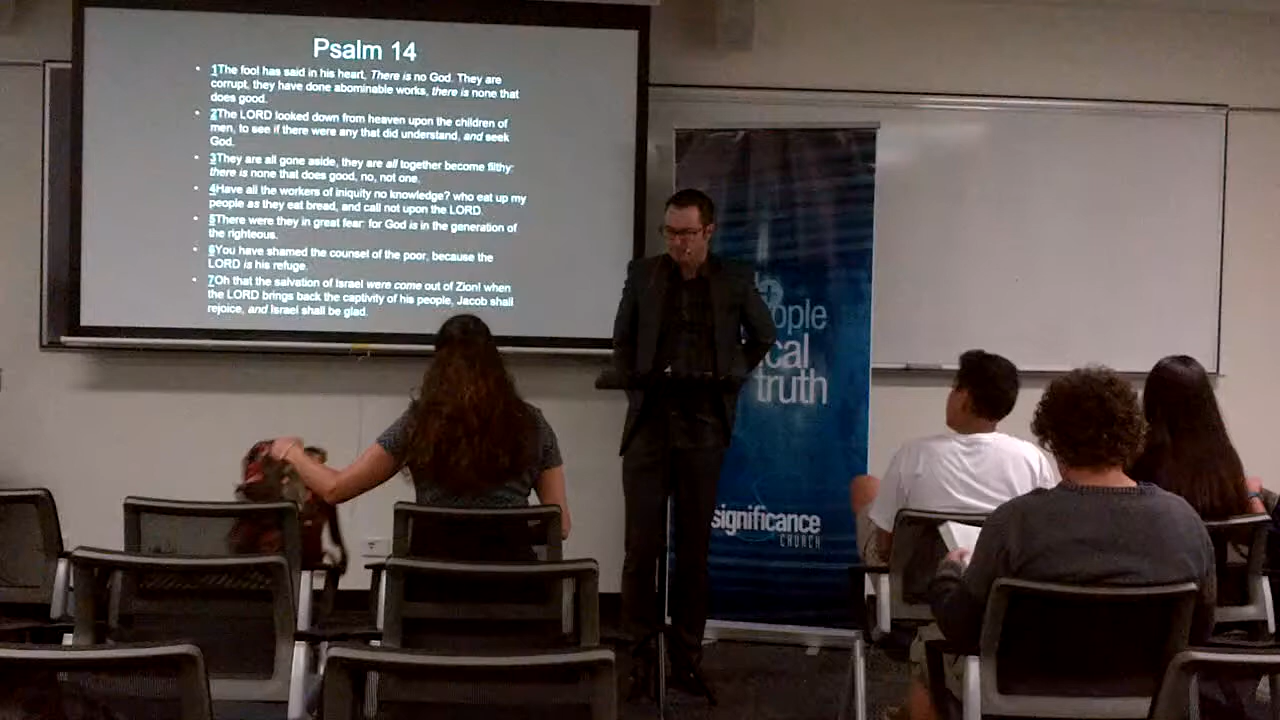 Psalm 14
• 1The fool has said in his heart, There is no God. They are
corrupt, they have done abominable works, there is none that
does good.
• 2The LORD looked down from heaven upon the children of
men, to see if there were any that did understand, and seek
God.
• 3They are all gone aside, they are all together become filthy:
there is none that does good, no, not one.
• 4Have all the workers of iniquity no knowledge? who eat up my
people as they eat bread, and call not upon the LORD.
• 5There were they in great fear: for God is in the generation of
the righteous.
• 6You have shamed the counsel of the poor, because the
LORD is his refuge.
• 7Oh that the salvation of Israel were come out of Zion! when
the LORD brings back the captivity of his people, Jacob shall
rejoice, and Israel shall be glad.
ople
cal
truth
significance
CHURCH